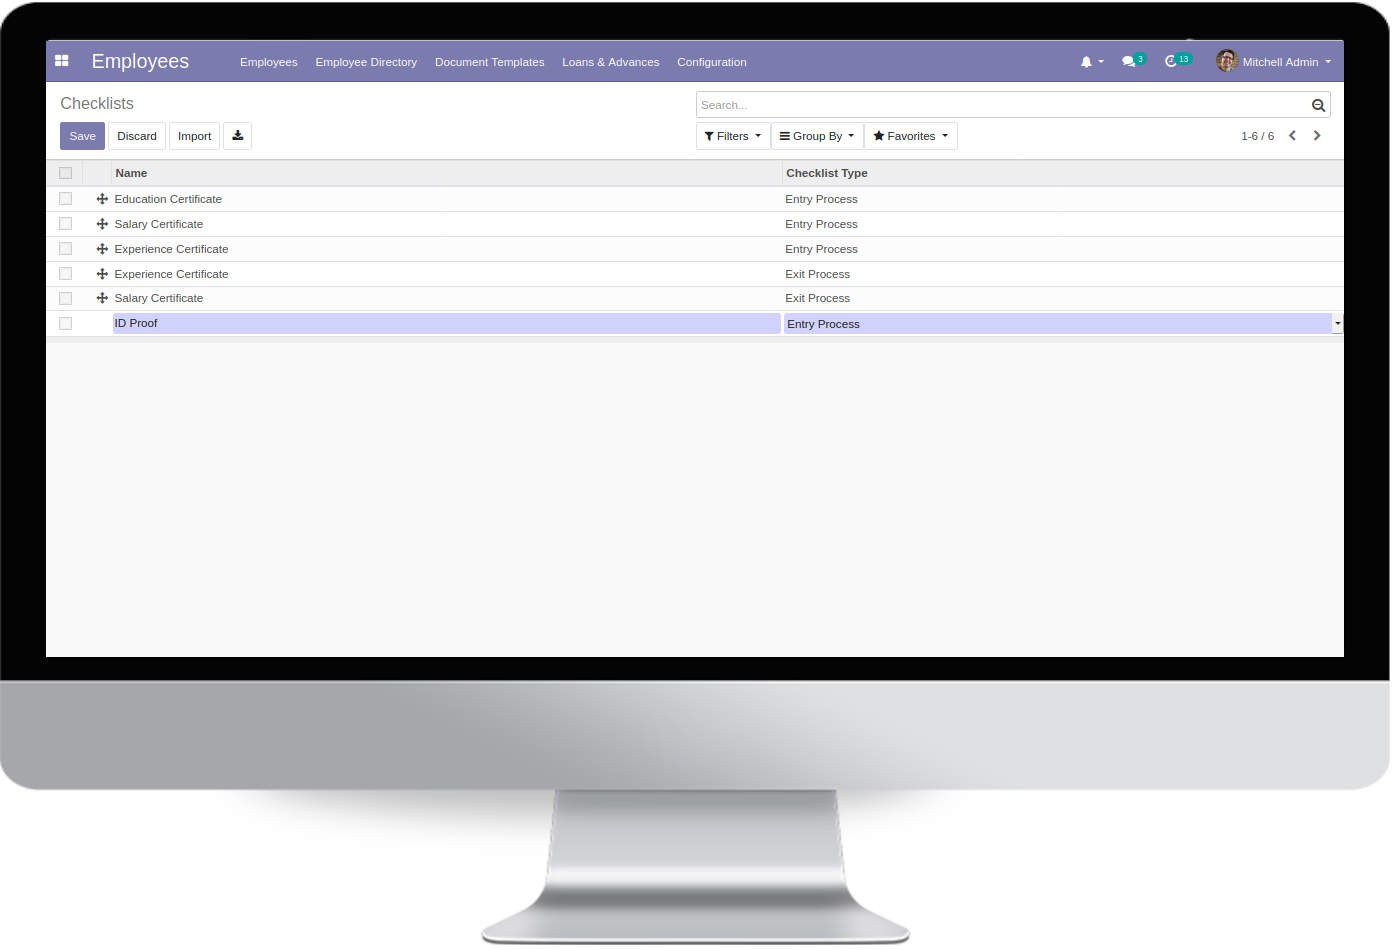 Employees Employees Employee Directory Document Templates Loans & Advances Configuration 3 13 Mitchell Admin
Checklists Search...
Save Discard Import Filters Group By Favorites 1-6 / 6
Name Checklist Type
Education Certificate Entry Process
Salary Certificate Entry Process
Experience Certificate Entry Process
Experience Certificate Exit Process
Salary Certificate Exit Process
ID Proof Entry Process